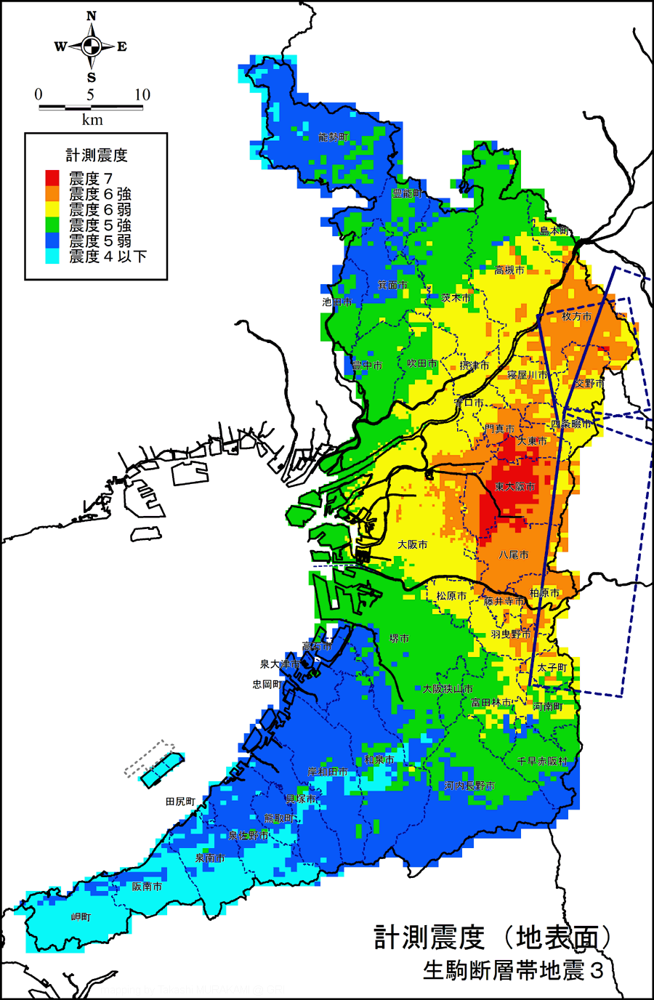 N
W E
S
0 5 10
km
計測震度
震度7
震度6強
震度6弱
震度5強
震度5弱
震度4以下
能勢町
豊能町
島本町
高槻市
箕面市
茨木市
池田市
枚方市
豊中市
吹田市
摂津市
寝屋川市
交野市
守口市
四条畷市
門真市
大東市
東大阪市
大阪市
八尾市
松原市
藤井寺市
柏原市
羽曳野市
堺市
高石市
泉大津市
太子町
忠岡町
大阪狭山市
富田林市
河南町
和泉市
千早赤阪村
岸和田市
河内長野市
貝塚市
田尻町
熊取町
泉佐野市
泉南市
阪南市
岬町
計測震度(地表面)
生駒断層帯地震3